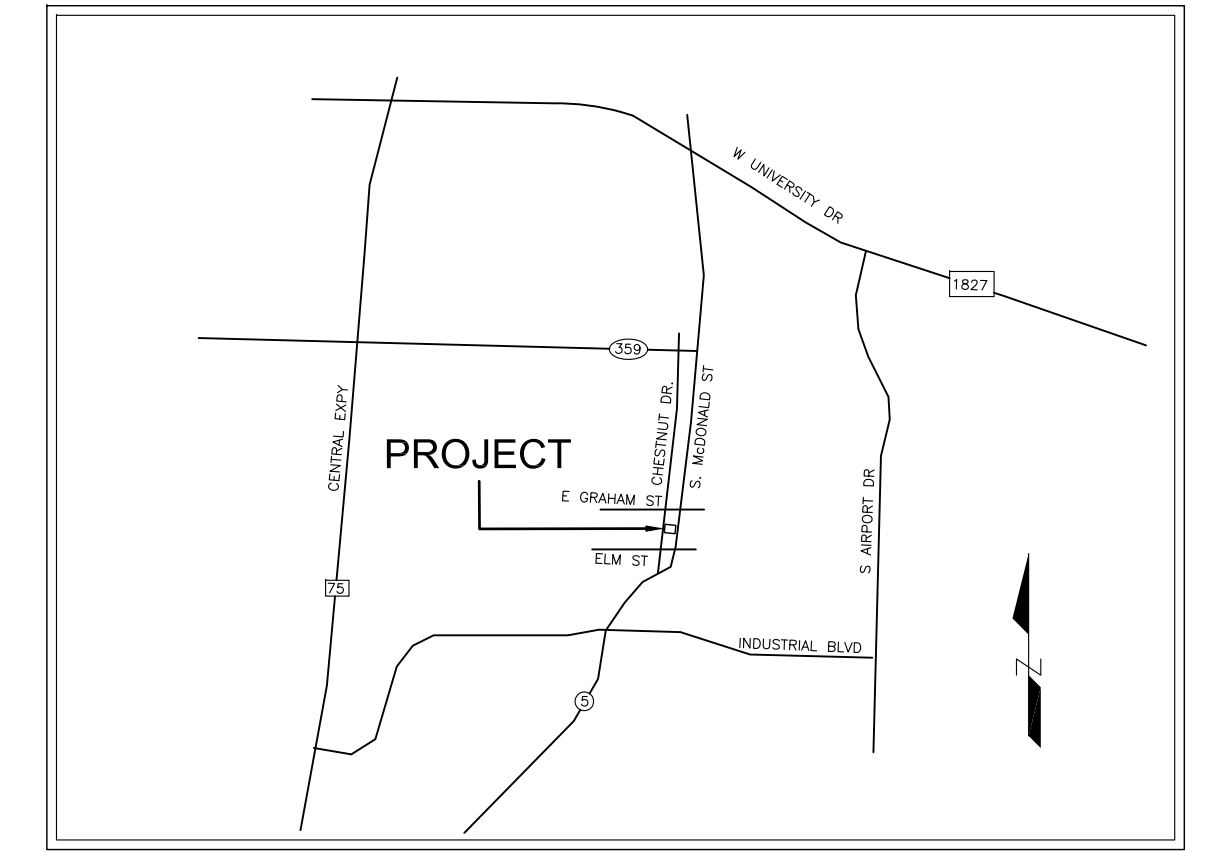 W UNIVERSITY DR
1827
359
CENTRAL EXPY
CHESTNUT DR.
S. McDONALD ST
PROJECT
E GRAHAM ST
S AIRPORT DR
ELM ST
75
INDUSTRIAL BLVD
N
5